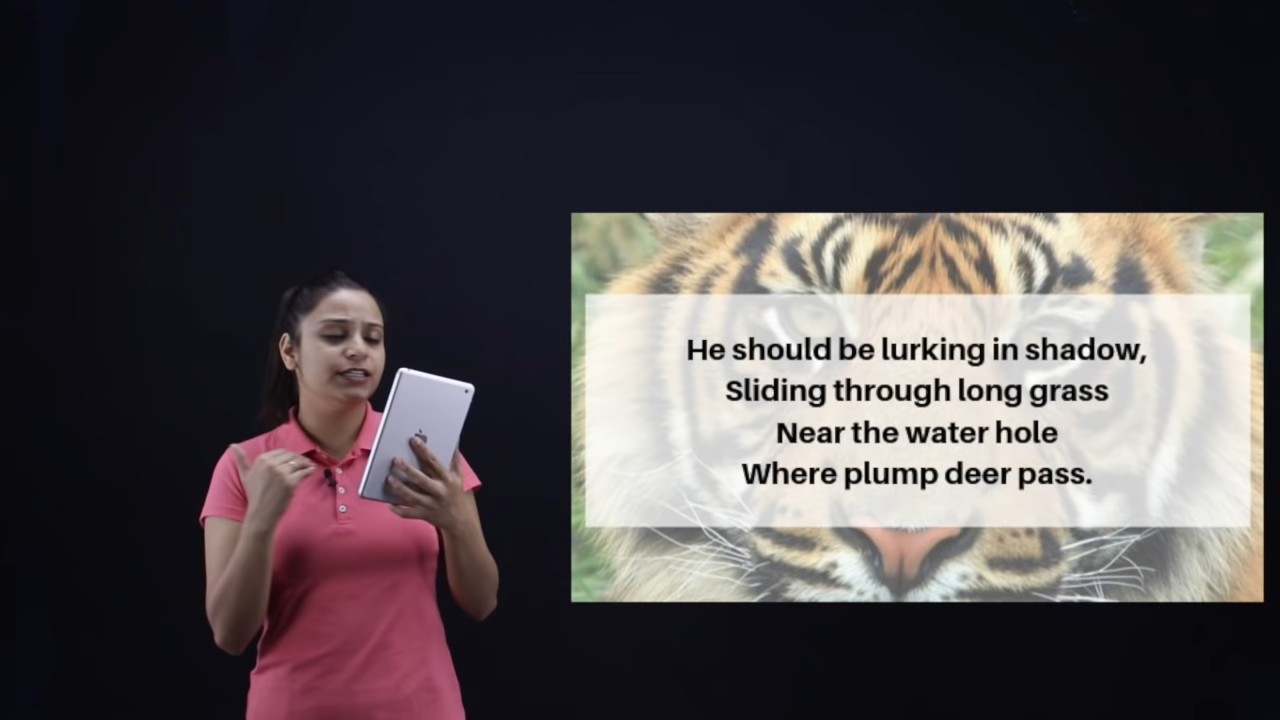 He should be lurking in shadow,
Sliding through long grass
Near the water hole
Where plump deer pass.